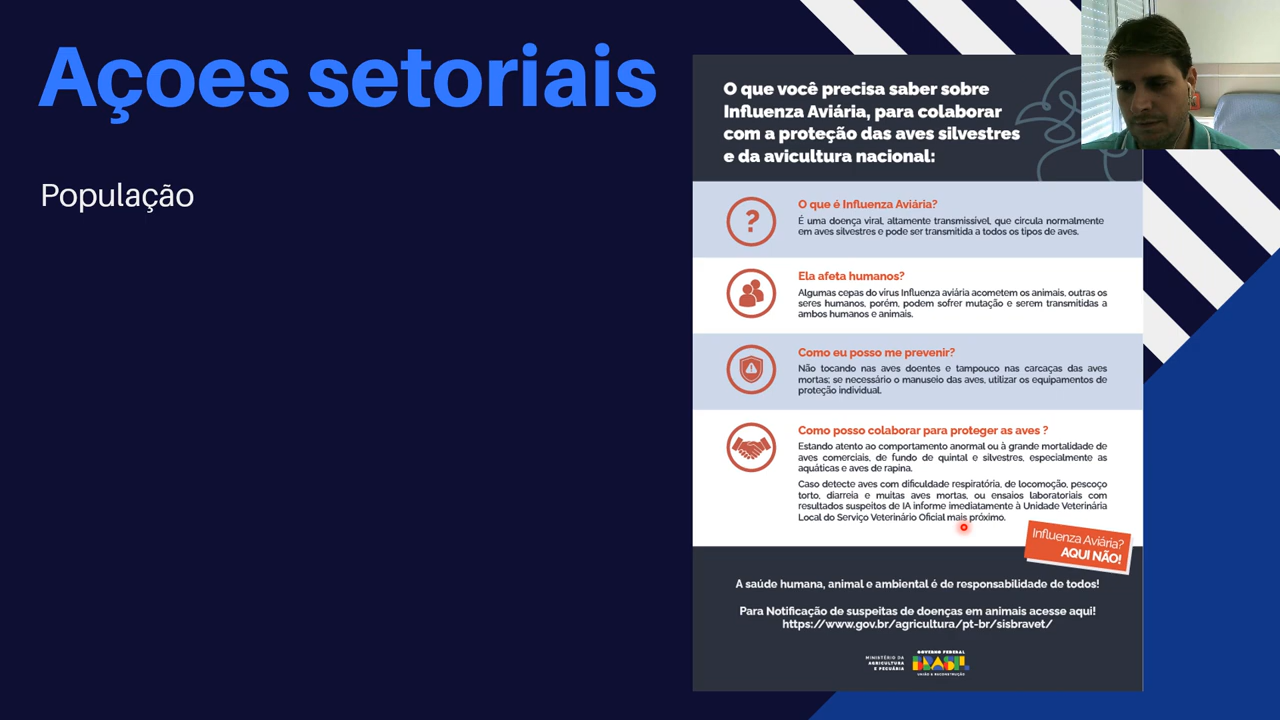 Açoes setoriais
População
O que você precisa saber sobre
Influenza Aviária, para colaborar
com a proteção das aves silvestres
e da avicultura nacional:
O que é Influenza Aviária?
É uma doença viral, altamente transmissível, que circula normalmente
em aves silvestres e pode ser transmitida a todos os tipos de aves.
Ela afeta humanos?
Algumas cepas do vírus Influenza aviária acometem os animais, outras os
seres humanos, porém, podem sofrer mutação e serem transmitidas a
ambos humanos e animais.
Como eu posso me prevenir?
Não tocando nas aves doentes e tampouco nas carcaças das aves
mortas; se necessário o manuseio das aves, utilizar os equipamentos de
proteção individual.
Como posso colaborar para proteger as aves ?
Estando atento ao comportamento anormal ou à grande mortalidade de
aves comerciais, de fundo de quintal e silvestres, especialmente as
aquáticas e aves de rapina.
Caso detecte aves com dificuldade respiratória, de locomoção, pescoço
torto, diarreia e muitas aves mortas, ou ensaios laboratoriais com
resultados suspeitos de IA informe imediatamente à Unidade Veterinária
Local do Serviço Veterinário Oficial mais próximo.
Influenza Aviária?
AQUI NÃO!
A saúde humana, animal e ambiental é de responsabilidade de todos!
Para Notificação de suspeitas de doenças em animais acesse aqui!
https://www.gov.br/agricultura/pt-br/sisbravet/
MINISTÉRIO DA
AGRICULTURA
E PECUÁRIA
GOVERNO FEDERAL
BRASIL
UNIÃO E RECONSTRUÇÃO